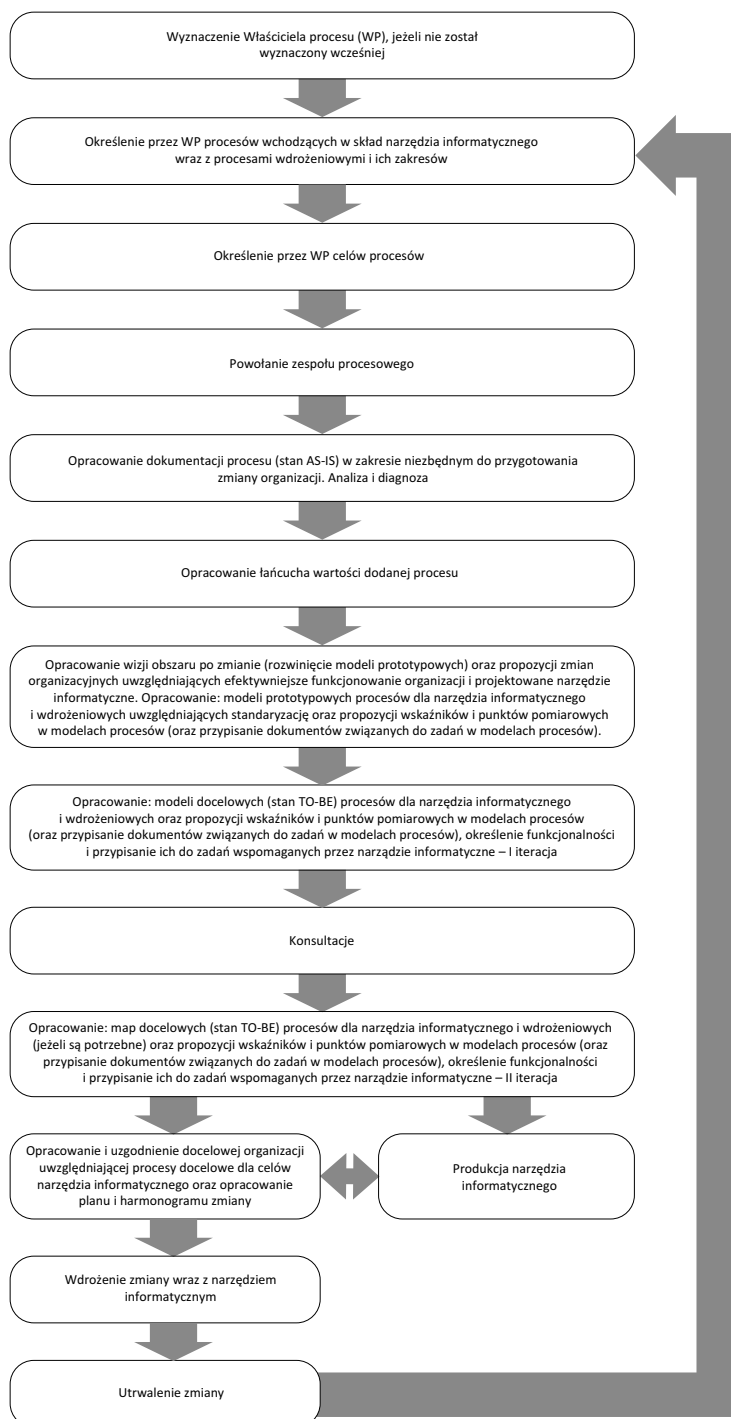 Wyznaczenie Właściciela procesu (WP), jeżeli nie został
wyznaczony wcześniej
Określenie przez WP procesów wchodzących w skład narzędzia informatycznego
wraz z procesami wdrożeniowymi i ich zakresów
Określenie przez WP celów procesów
Powołanie zespołu procesowego
Opracowanie dokumentacji procesu (stan AS-IS) w zakresie niezbędnym do przygotowania
zmiany organizacji. Analiza i diagnoza
Opracowanie łańcucha wartości dodanej procesu
Opracowanie wizji obszaru po zmianie (rozwinięcie modeli prototypowych) oraz propozycji zmian
organizacyjnych uwzględniających efektywniejsze funkcjonowanie organizacji i projektowane narzędzie
informatyczne. Opracowanie: modeli prototypowych procesów dla narzędzia informatycznego
i wdrożeniowych uwzględniających standaryzację oraz propozycji wskaźników i punktów pomiarowych
w modelach procesów (oraz przypisanie dokumentów związanych do zadań w modelach procesów).
Opracowanie: modeli docelowych (stan TO-BE) procesów dla narzędzia informatycznego
i wdrożeniowych oraz propozycji wskaźników i punktów pomiarowych w modelach procesów
(oraz przypisanie dokumentów związanych do zadań w modelach procesów), określenie funkcjonalności
i przypisanie ich do zadań wspomaganych przez narządzie informatyczne – I iteracja
Konsultacje
Opracowanie: map docelowych (stan TO-BE) procesów dla narzędzia informatycznego i wdrożeniowych
(jeżeli są potrzebne) oraz propozycji wskaźników i punktów pomiarowych w modelach procesów (oraz
przypisanie dokumentów związanych do zadań w modelach procesów), określenie funkcjonalności
i przypisanie ich do zadań wspomaganych przez narządzie informatyczne – II iteracja
Opracowanie i uzgodnienie docelowej organizacji
uwzględniającej procesy docelowe dla celów
narzędzia informatycznego oraz opracowanie
planu i harmonogramu zmiany
Produkcja narzędzia
informatycznego
Wdrożenie zmiany wraz z narzędziem
informatycznym
Utrwalenie zmiany